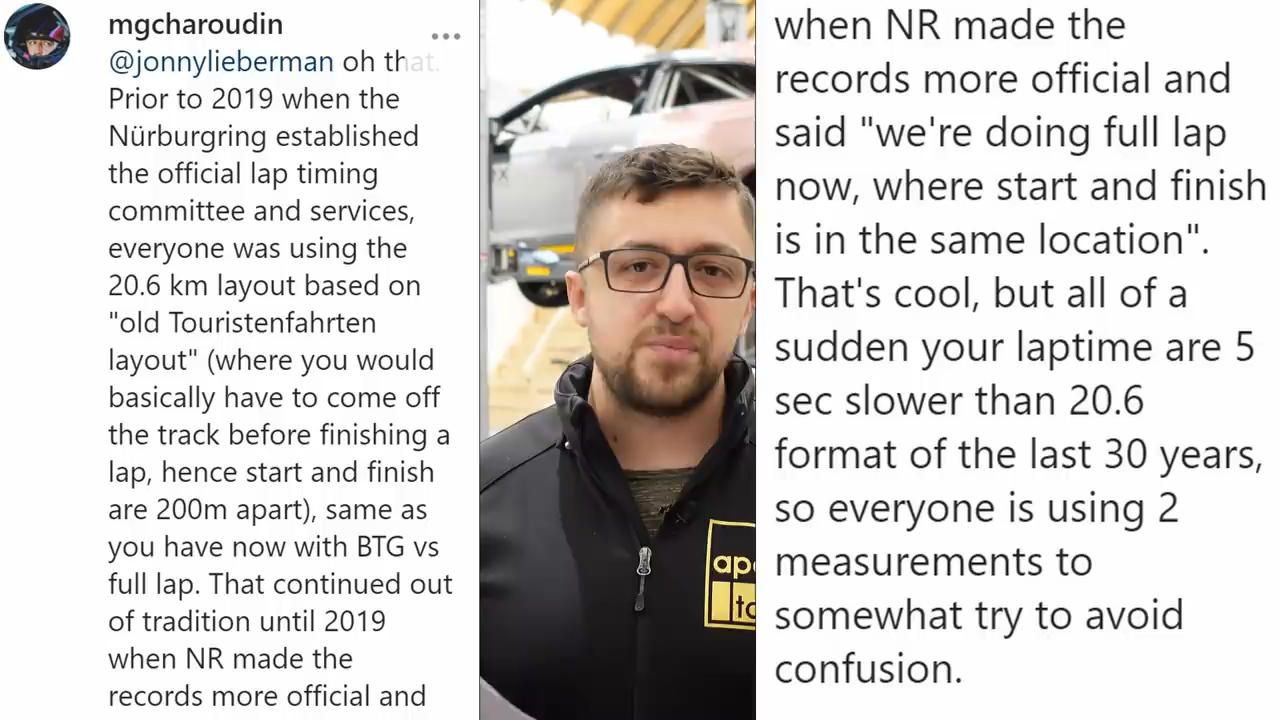 mgcharoudin
@jonnylieberman oh that.
Prior to 2019 when the
Nürburgring established
the official lap timing
committee and services,
everyone was using the
20.6 km layout based on
"old Touristenfahrten
layout" (where you would
basically have to come off
the track before finishing a
lap, hence start and finish
are 200m apart), same as
you have now with BTG vs
full lap. That continued out
of tradition until 2019
when NR made the
records more official and
when NR made the
records more official and
said "we're doing full lap
now, where start and finish
is in the same location".
That's cool, but all of a
sudden your laptime are 5
sec slower than 20.6
format of the last 30 years,
so everyone is using 2
measurements to
somewhat try to avoid
confusion.